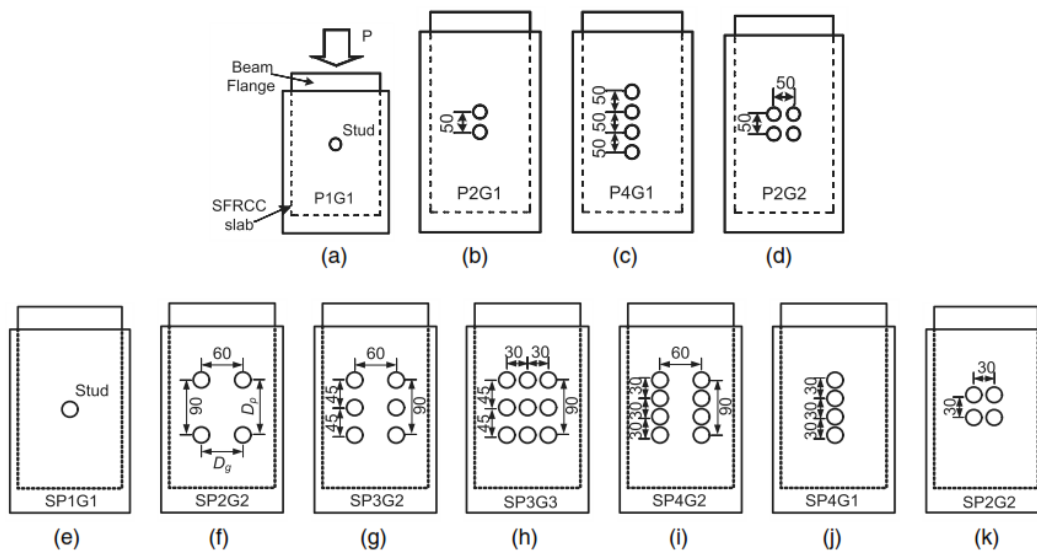 P
Beam
Flange
Stud
SFRCC
slab
P1G1
(a)
50
P2G1
(b)
50
50
50
P4G1
(c)
50
50
P2G2
(d)
Stud
SP1G1
(e)
60
90
Dₚ
D_g
SP2G2
(f)
60
45
45
90
SP3G2
(g)
30 30
45
45
90
SP3G3
(h)
60
30
30
30
90
SP4G2
(i)
30
30
30
SP4G1
(j)
30
30
SP2G2
(k)